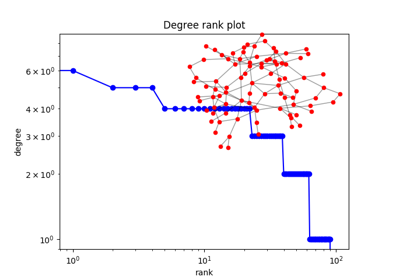 Degree rank plot
6 × 10⁰
4 × 10⁰
3 × 10⁰
2 × 10⁰
10⁰
degree
10⁰ 10¹ 10²
rank